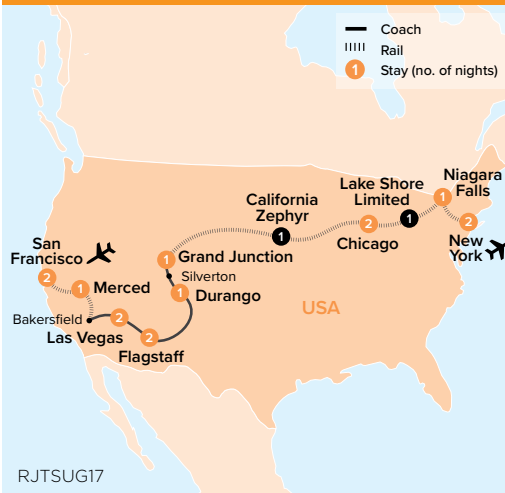 Coach
Rail
1 Stay (no. of nights)
Niagara
Falls
1
Lake Shore
Limited
1
California
Zephyr
1
2
Chicago
2
New
York
San
Francisco
2
1 Grand Junction
Silverton
1 Merced
1 Durango
Bakersfield
2
Las Vegas
2
Flagstaff
USA
RJTSUG17